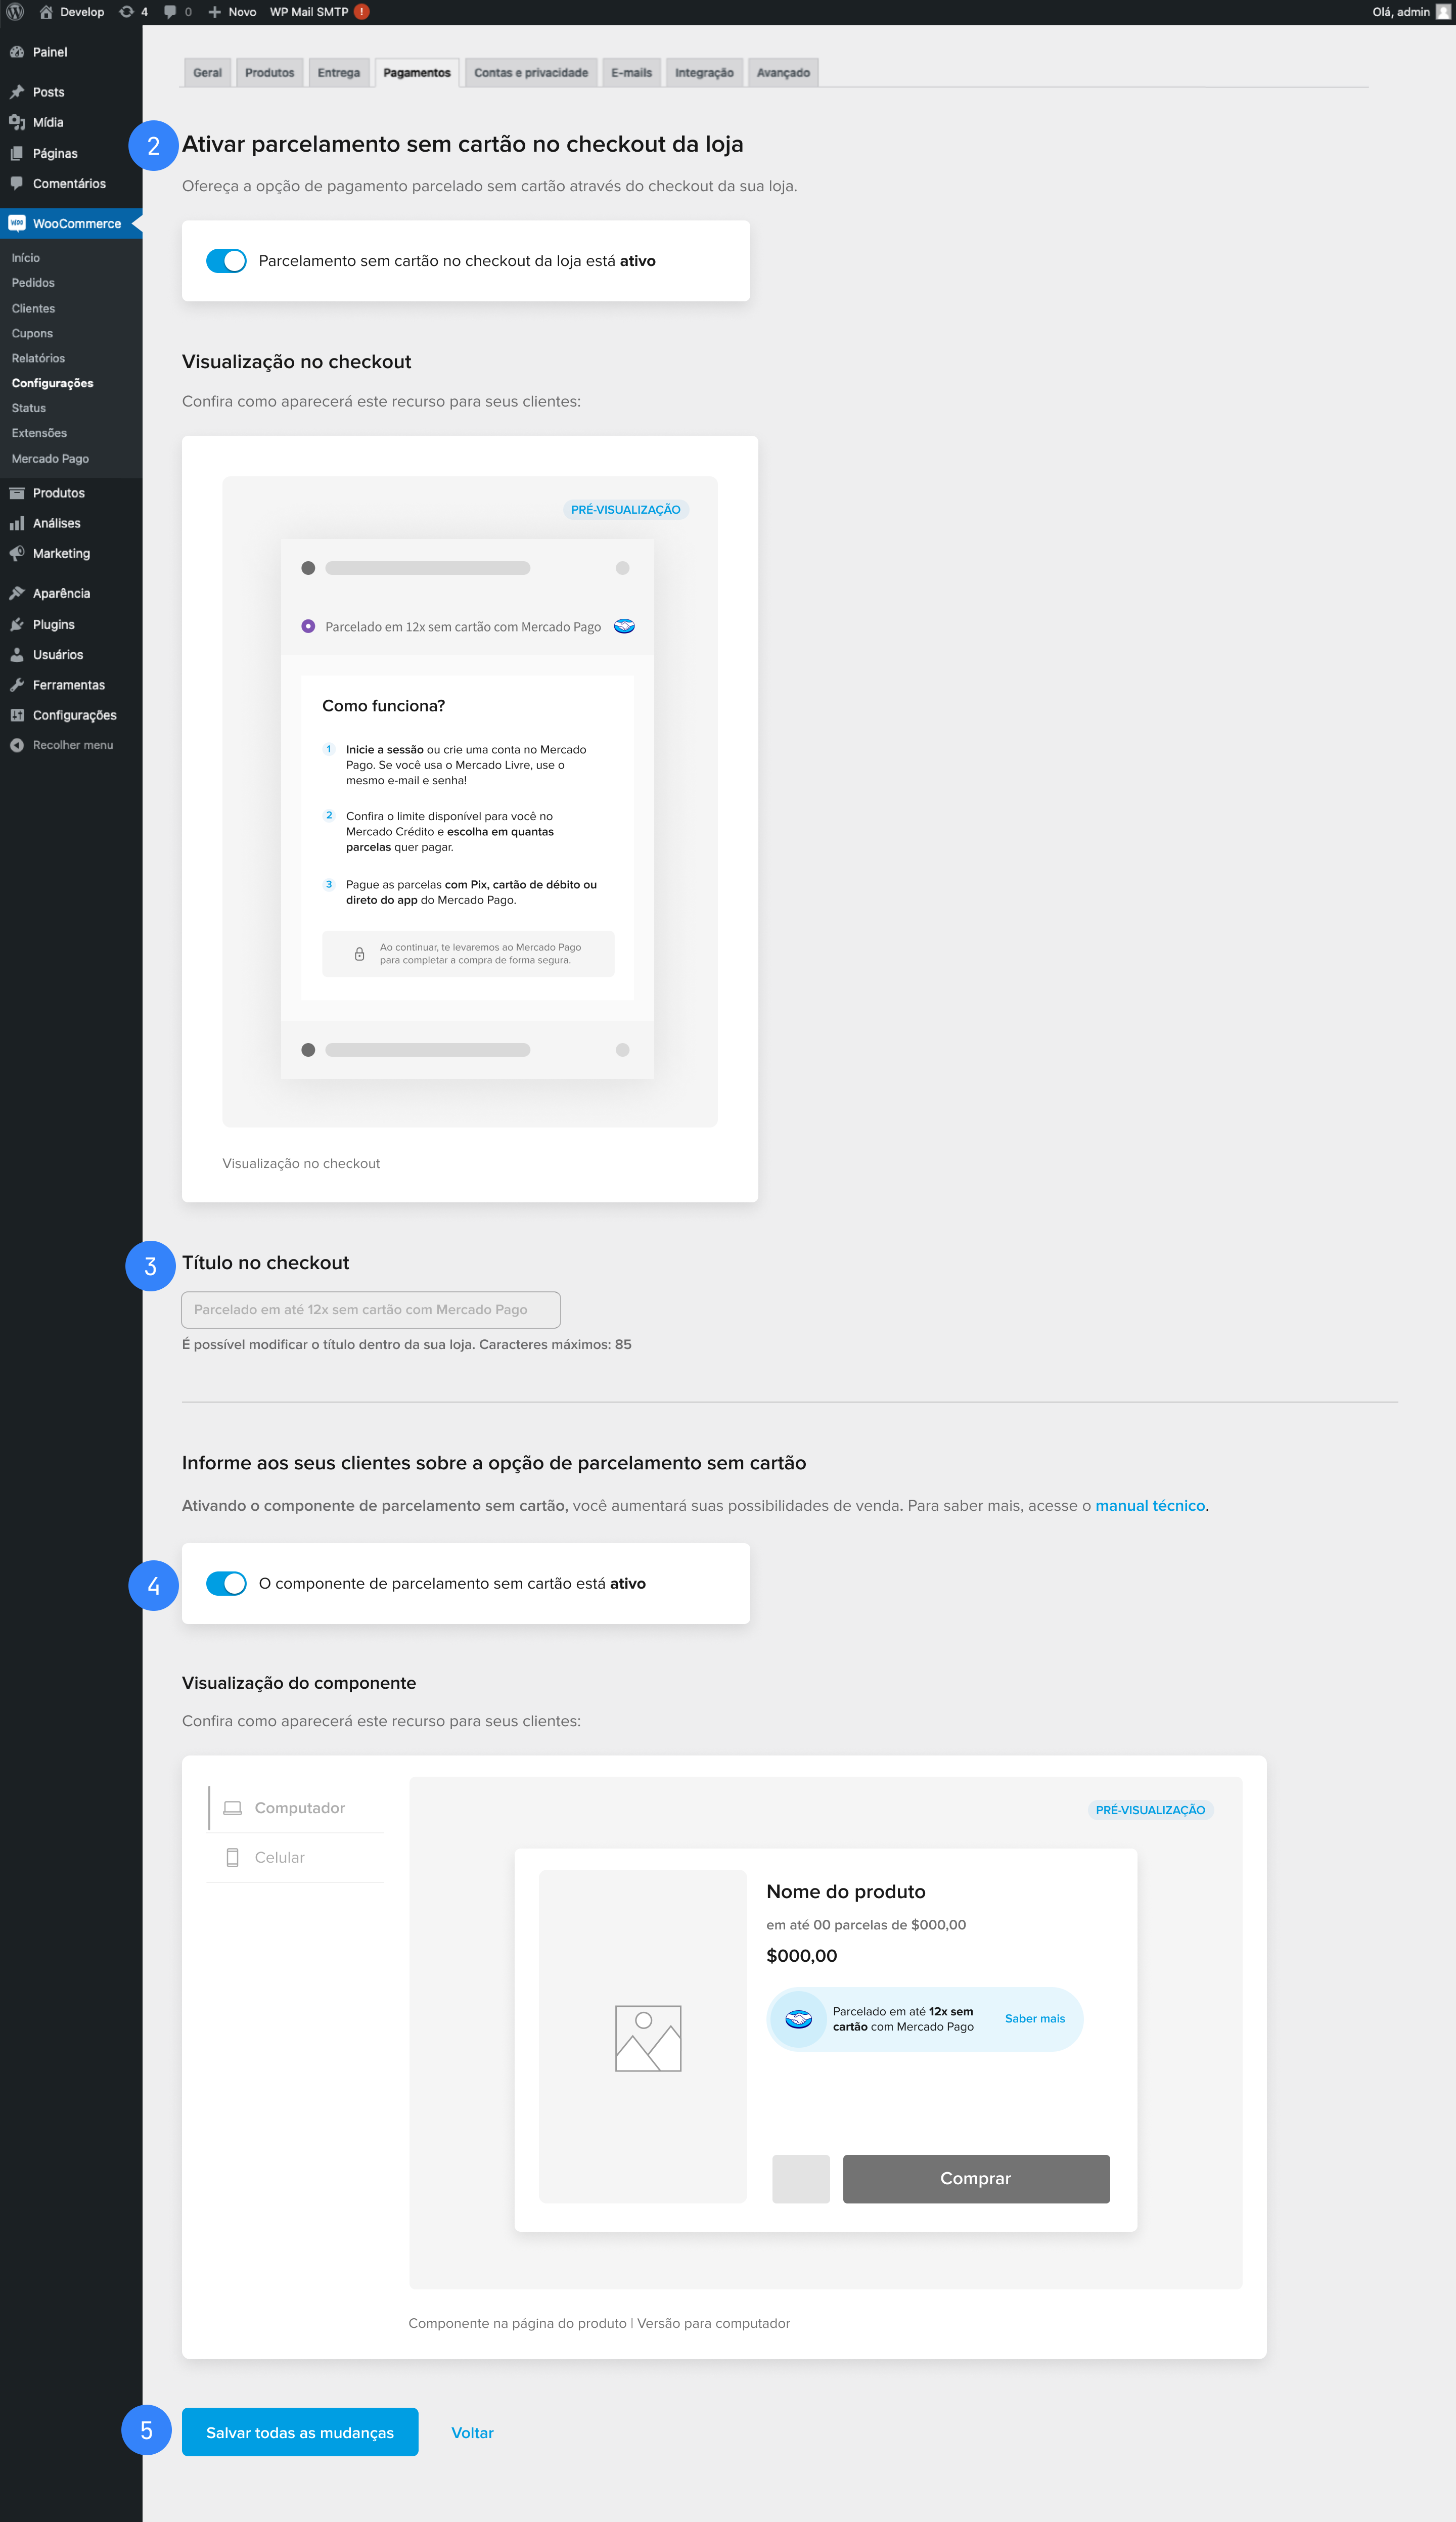 Develop 4 0 Novo WP Mail SMTP ! Olá, admin
Painel
Posts
Mídia
Páginas
Comentários
WooCommerce
Início
Pedidos
Clientes
Cupons
Relatórios
Configurações
Status
Extensões
Mercado Pago
Produtos
Análises
Marketing
Aparência
Plugins
Usuários
Ferramentas
Configurações
Recolher menu
Geral Produtos Entrega Pagamentos Contas e privacidade E-mails Integração Avançado
2 Ativar parcelamento sem cartão no checkout da loja
Ofereça a opção de pagamento parcelado sem cartão através do checkout da sua loja.
Parcelamento sem cartão no checkout da loja está ativo
Visualização no checkout
Confira como aparecerá este recurso para seus clientes:
PRÉ-VISUALIZAÇÃO
Parcelado em 12x sem cartão com Mercado Pago
Como funciona?
1 Inicie a sessão ou crie uma conta no Mercado
Pago. Se você usa o Mercado Livre, use o
mesmo e-mail e senha!
2 Confira o limite disponível para você no
Mercado Crédito e escolha em quantas
parcelas quer pagar.
3 Pague as parcelas com Pix, cartão de débito ou
direto do app do Mercado Pago.
Ao continuar, te levaremos ao Mercado Pago
para completar a compra de forma segura.
Visualização no checkout
3 Título no checkout
Parcelado em até 12x sem cartão com Mercado Pago
É possível modificar o título dentro da sua loja. Caracteres máximos: 85
Informe aos seus clientes sobre a opção de parcelamento sem cartão
Ativando o componente de parcelamento sem cartão, você aumentará suas possibilidades de venda. Para saber mais, acesse o manual técnico.
4 O componente de parcelamento sem cartão está ativo
Visualização do componente
Confira como aparecerá este recurso para seus clientes:
Computador
Celular
PRÉ-VISUALIZAÇÃO
Nome do produto
em até 00 parcelas de $000,00
$000,00
Parcelado em até 12x sem
cartão com Mercado Pago
Saber mais
Comprar
Componente na página do produto | Versão para computador
5 Salvar todas as mudanças Voltar